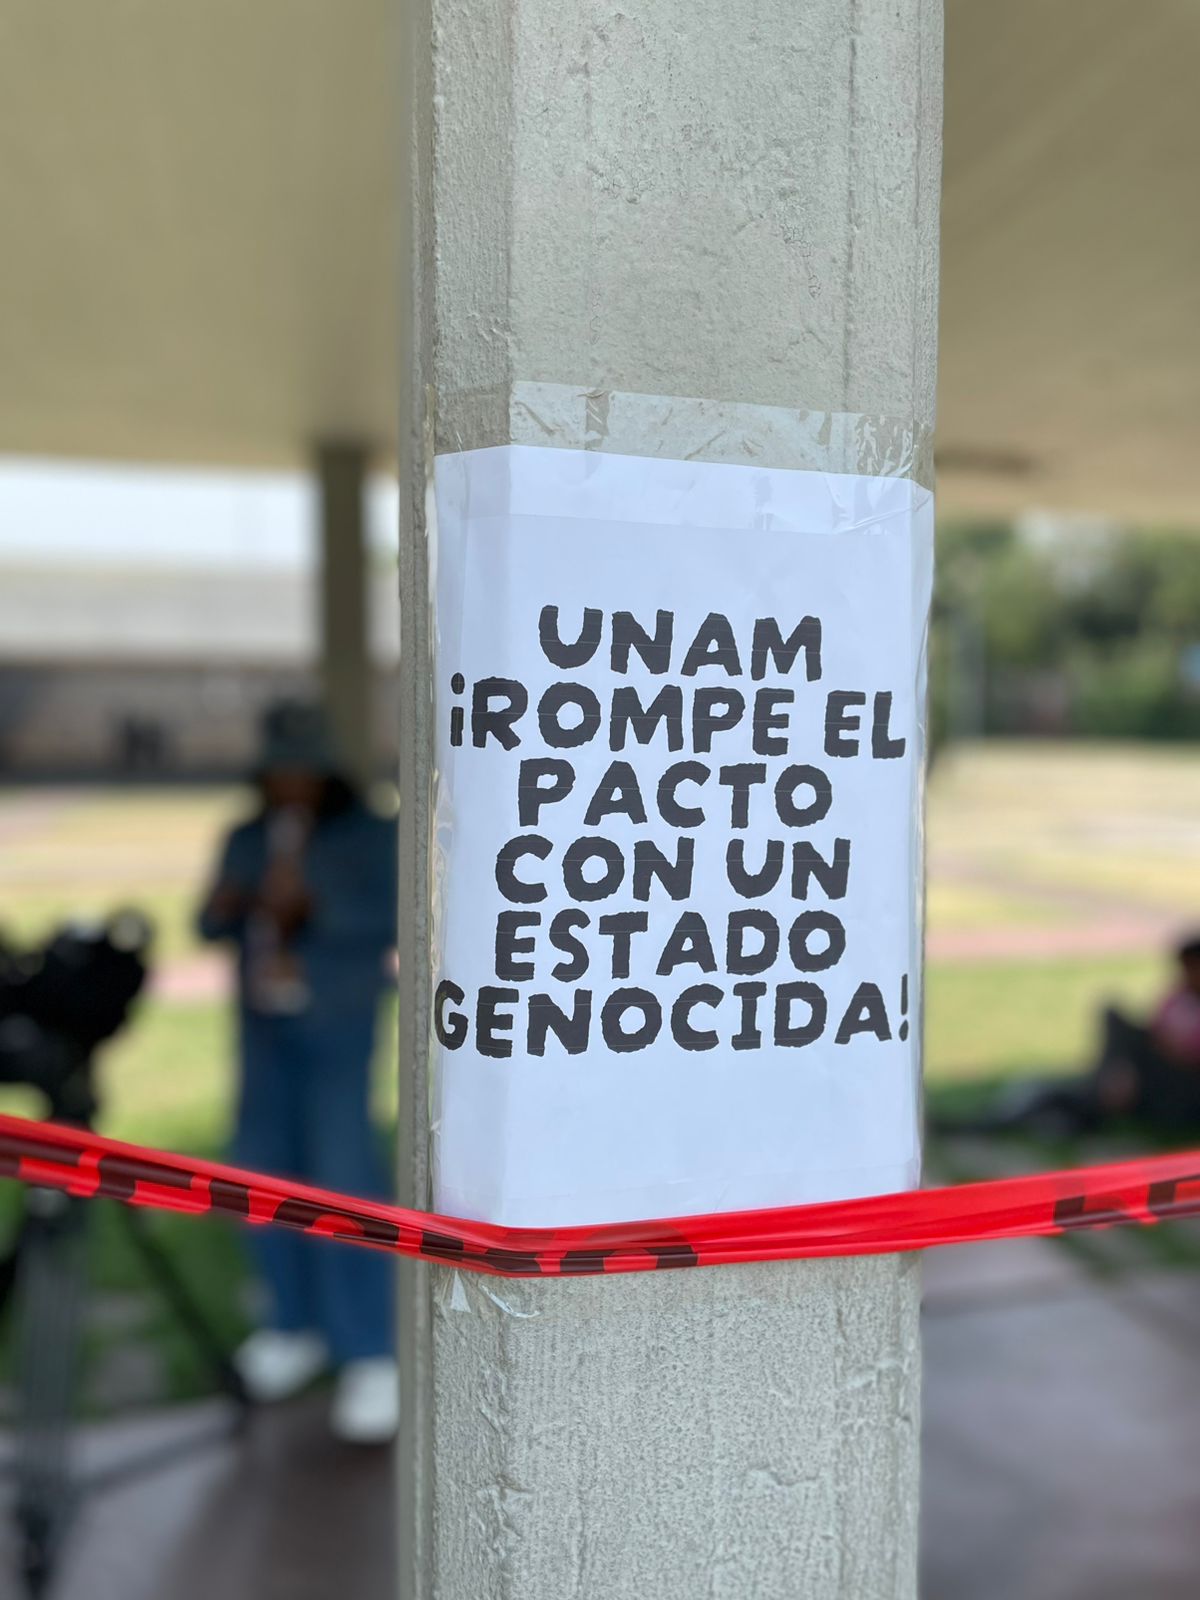 UNAM
¡ROMPE EL
PACTO
CON UN
ESTADO
GENOCIDA!